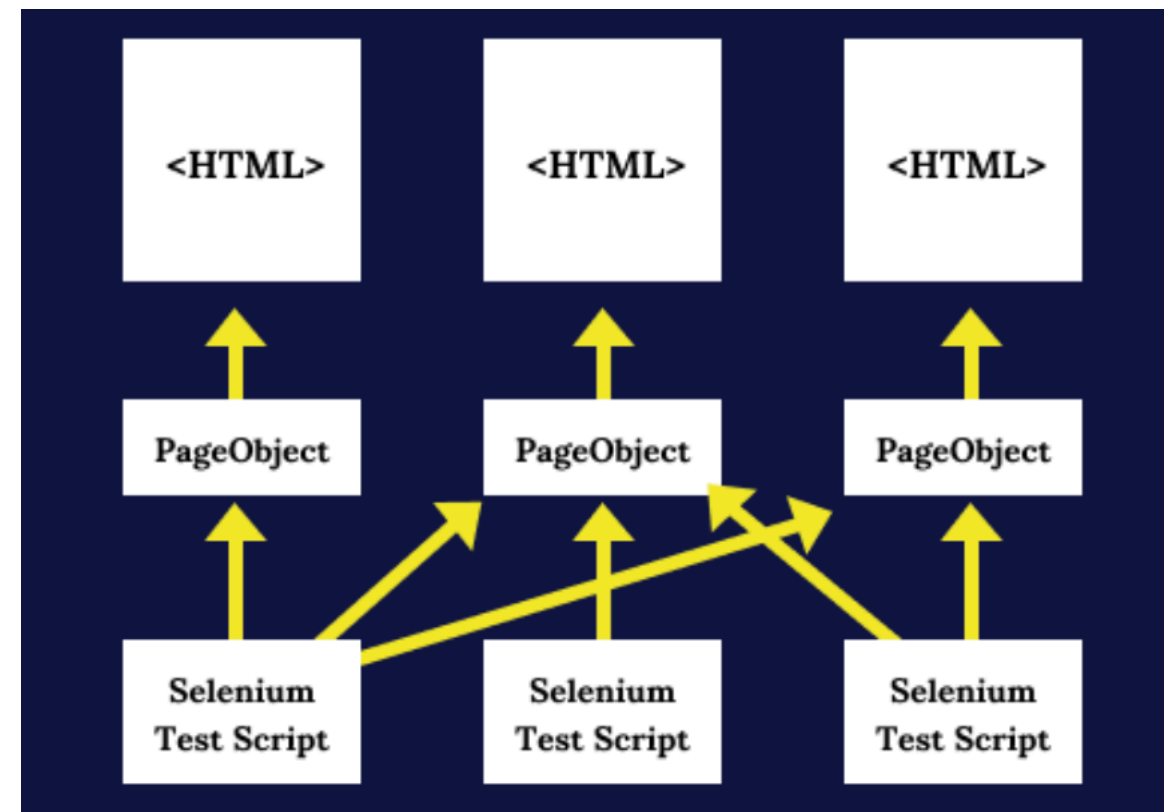 <HTML>
<HTML>
<HTML>
PageObject
PageObject
PageObject
Selenium
Test Script
Selenium
Test Script
Selenium
Test Script